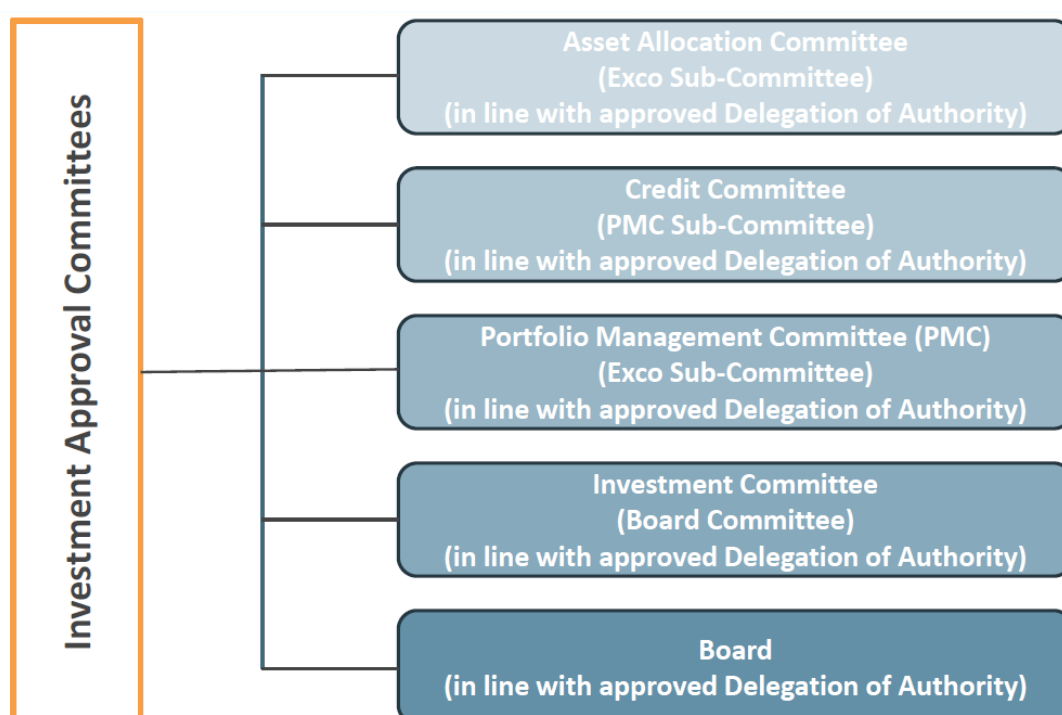 Investment Approval Committees
Asset Allocation Committee
(Exco Sub-Committee)
(in line with approved Delegation of Authority)
Credit Committee
(PMC Sub-Committee)
(in line with approved Delegation of Authority)
Portfolio Management Committee (PMC)
(Exco Sub-Committee)
(in line with approved Delegation of Authority)
Investment Committee
(Board Committee)
(in line with approved Delegation of Authority)
Board
(in line with approved Delegation of Authority)